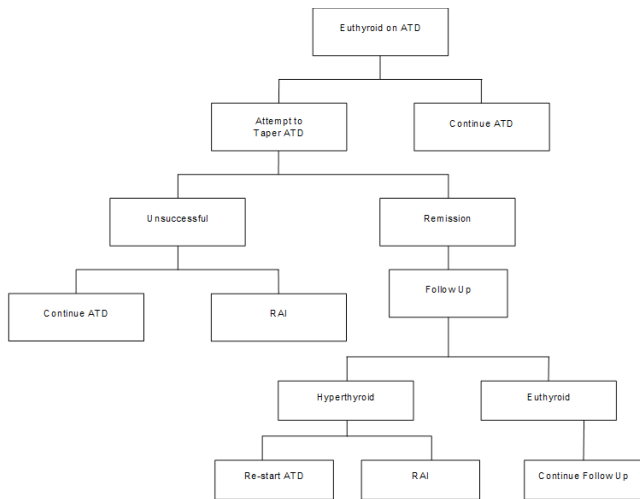 Euthyroid on ATD
Attempt to
Taper ATD
Continue ATD
Unsuccessful
Remission
Continue ATD
RAI
Follow Up
Hyperthyroid
Euthyroid
Re-start ATD
RAI
Continue Follow Up